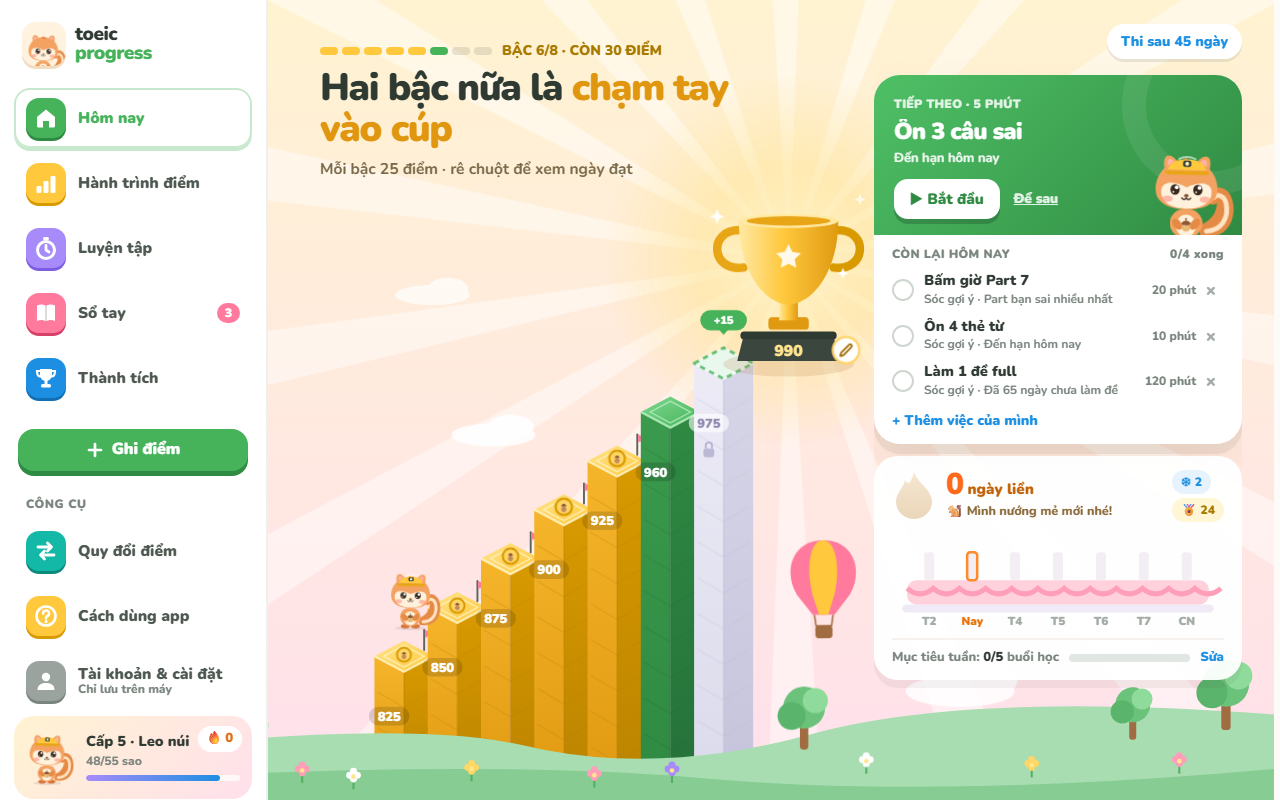 toeic
progress
Hôm nay
Hành trình điểm
Luyện tập
Sổ tay
3
Thành tích
+ Ghi điểm
CÔNG CỤ
Quy đổi điểm
Cách dùng app
Tài khoản & cài đặt
Chỉ lưu trên máy
Cấp 5 · Leo núi
0
48/55 sao
BẬC 6/8 · CÒN 30 ĐIỂM
Hai bậc nữa là chạm tay
vào cúp
Mỗi bậc 25 điểm · rê chuột để xem ngày đạt
+15
990
975
960
925
900
875
850
825
Thi sau 45 ngày
TIẾP THEO · 5 PHÚT
Ôn 3 câu sai
Đến hạn hôm nay
Bắt đầu
Để sau
CÒN LẠI HÔM NAY
0/4 xong
Bấm giờ Part 7
Sóc gợi ý · Part bạn sai nhiều nhất
20 phút ×
Ôn 4 thẻ từ
Sóc gợi ý · Đến hạn hôm nay
10 phút ×
Làm 1 đề full
Sóc gợi ý · Đã 65 ngày chưa làm đề
120 phút ×
+ Thêm việc của mình
0 ngày liền
Mình nướng mẻ mới nhé!
2
24
T2 Nay T4 T5 T6 T7 CN
Mục tiêu tuần: 0/5 buổi học
Sửa